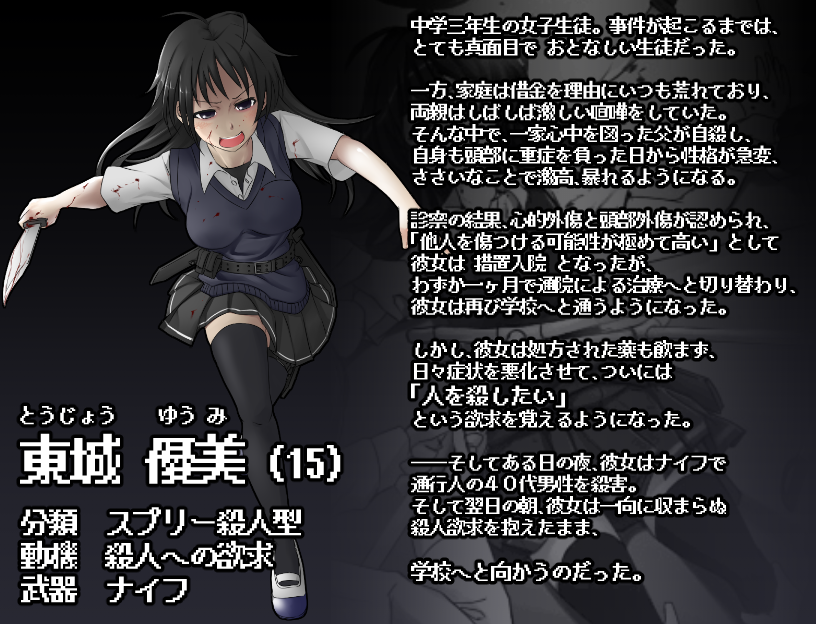 中学三年生の女子生徒。事件が起こるまでは、
とても真面目で おとなしい生徒だった。
一方、家庭は借金を理由にいつも荒れており、
両親はしばしば激しい喧嘩をしていた。
そんな中で、一家心中を図った父が自殺し、
自身も頭部に重症を負った日から性格が急変、
ささいなことで激高、暴れるようになる。
診察の結果、心的外傷と頭部外傷が認められ、
「他人を傷つける可能性が極めて高い」として
彼女は 措置入院 となったが、
わずか一ヶ月で通院による治療へと切り替わり、
彼女は再び学校へと通うようになった。
しかし、彼女は処方された薬も飲まず、
日々症状を悪化させて、ついには
「人を殺したい」
という欲求を覚えるようになった。
――そしてある日の夜、彼女はナイフで
通行人の40代男性を殺害。
そして翌日の朝、彼女は一向に収まらぬ
殺人欲求を抱えたまま、
学校へと向かうのだった。
とうじょう ゆうみ
東城 優美 (15)
分類 スプリー殺人型
動機 殺人への欲求
武器 ナイフ